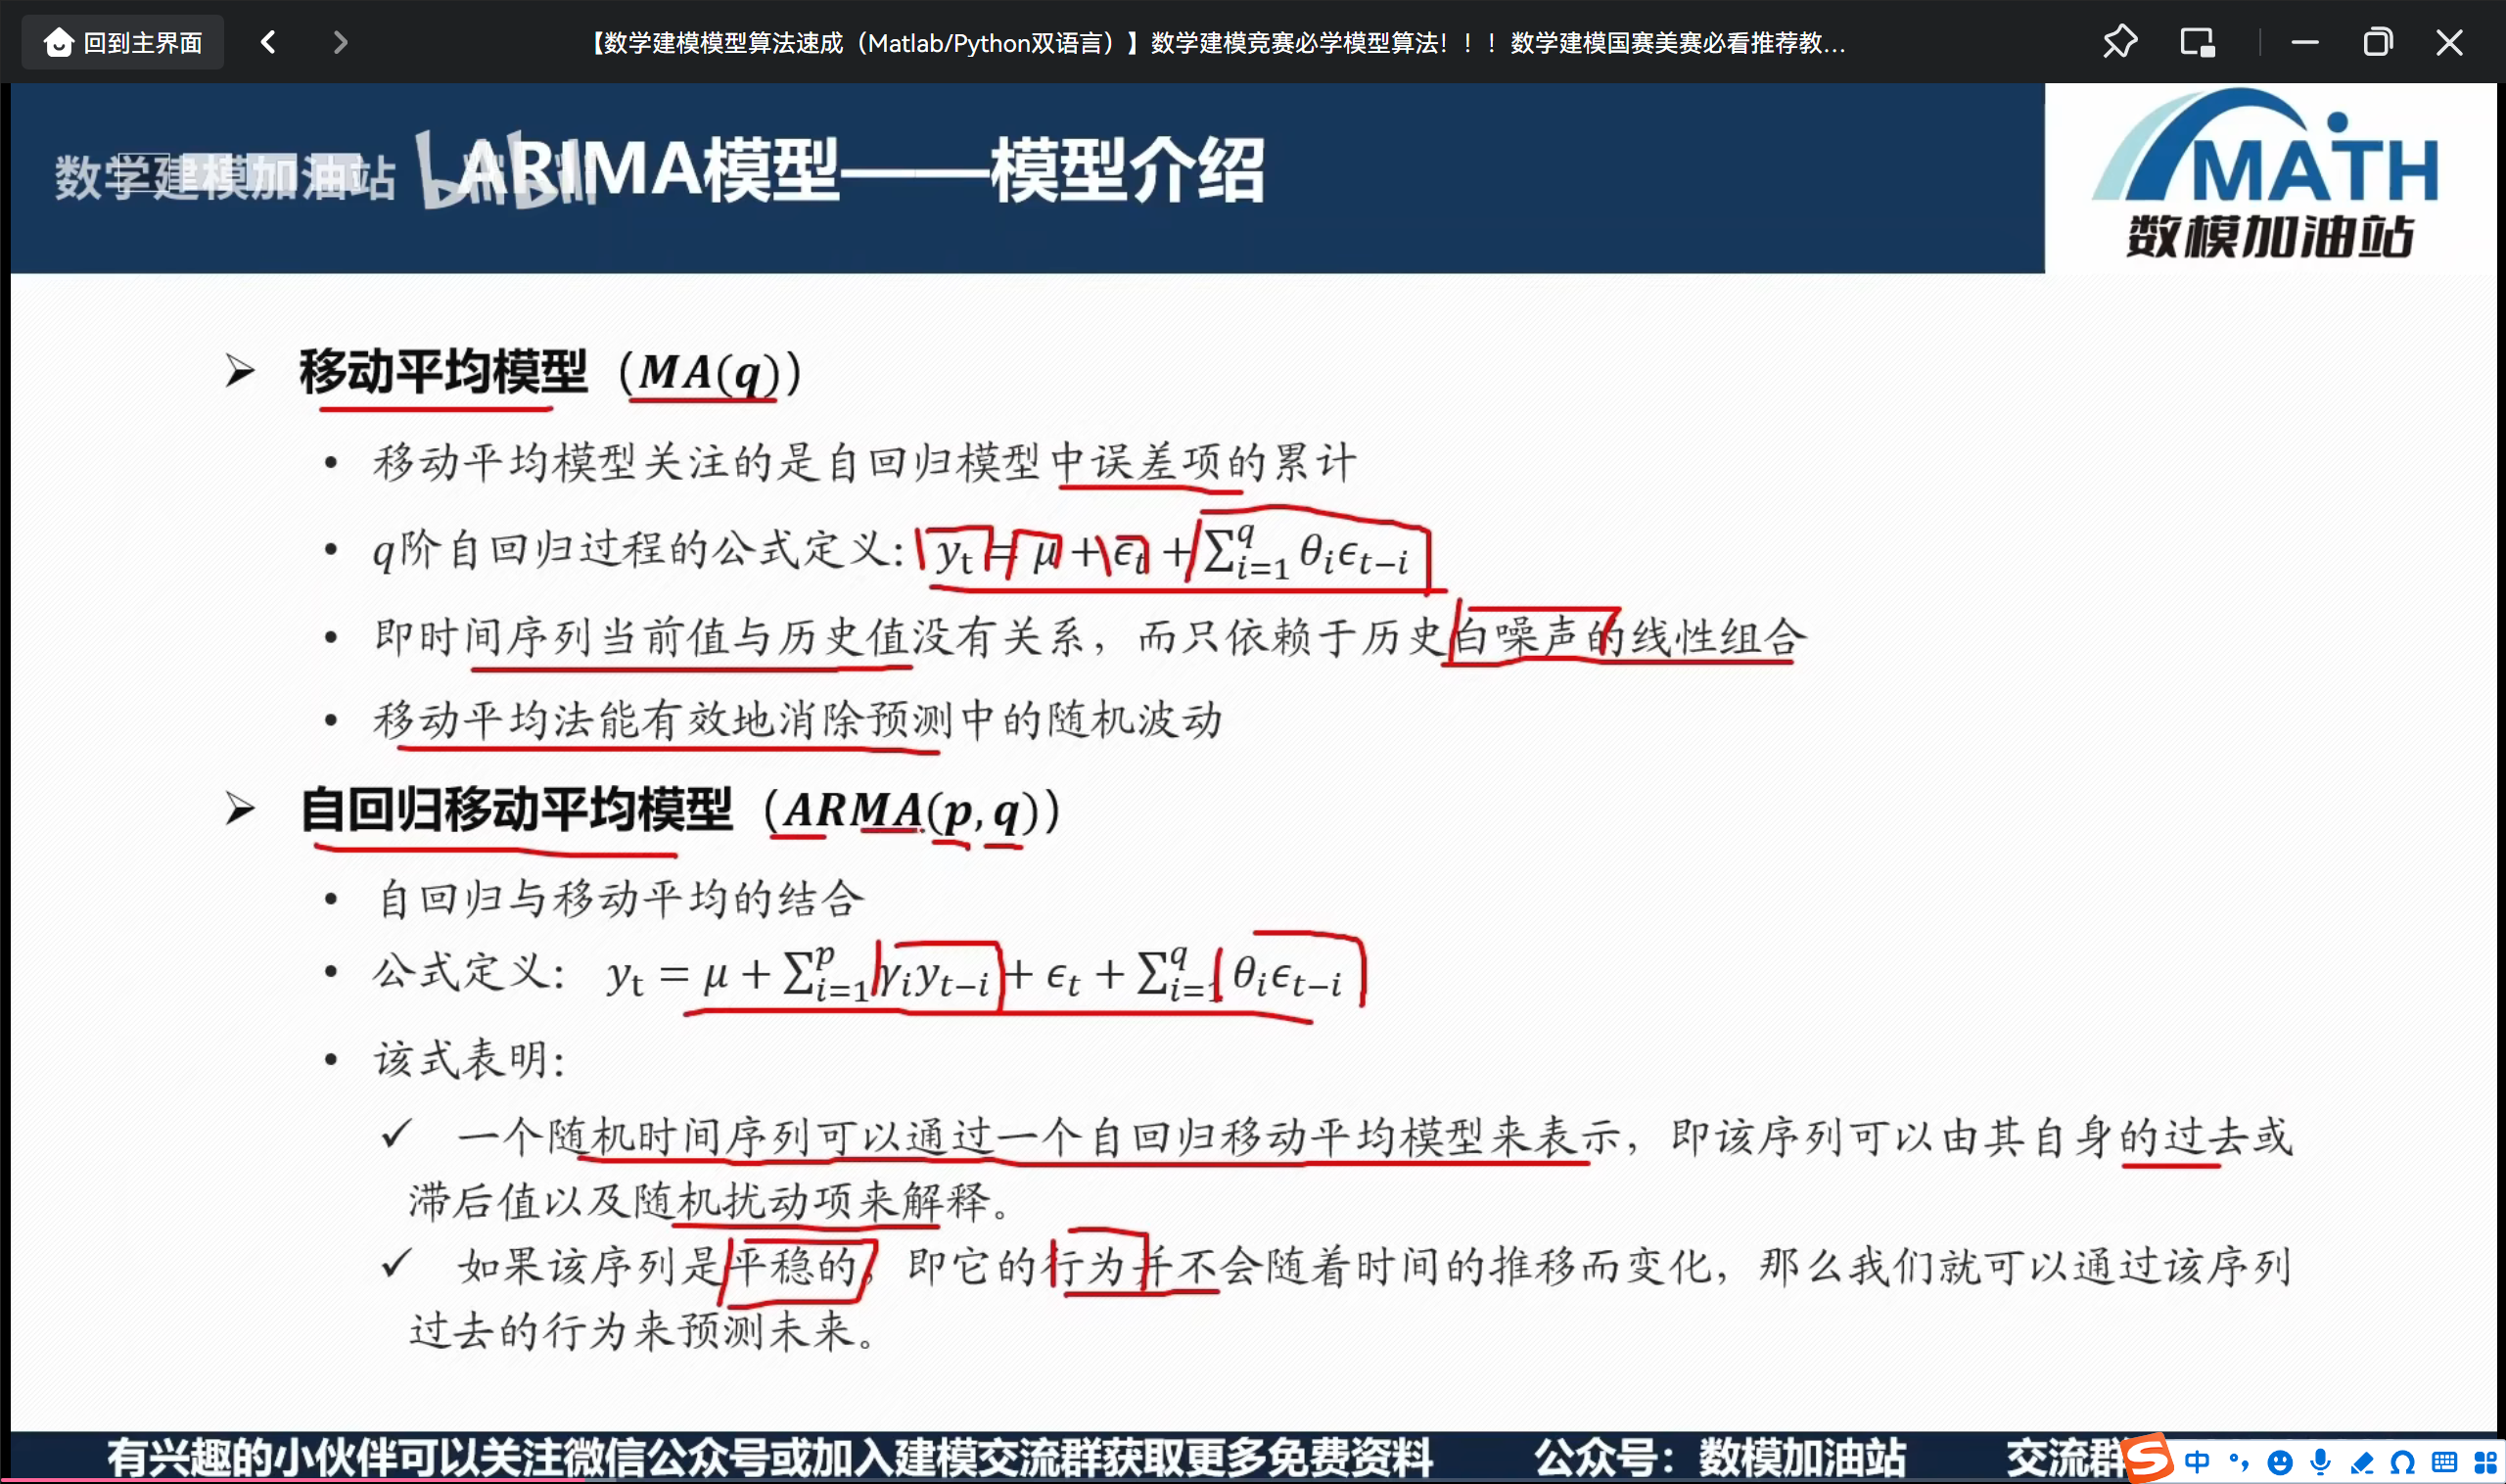 回到主界面
【数学建模模型算法速成（Matlab/Python双语言）】数学建模竞赛必学模型算法！！！数学建模国赛美赛必看推荐教...
数学建模加油站 bilibili
ARIMA模型——模型介绍
MATH
数模加油站
➢ 移动平均模型（MA(q)）
• 移动平均模型关注的是自回归模型中误差项的累计
• q阶自回归过程的公式定义: y_t = μ + ϵ_t + ∑_{i=1}^{q} θ_i ϵ_{t−i}
• 即时间序列当前值与历史值没有关系，而只依赖于历史白噪声的线性组合
• 移动平均法能有效地消除预测中的随机波动
➢ 自回归移动平均模型（ARMA(p, q)）
• 自回归与移动平均的结合
• 公式定义: y_t = μ + ∑_{i=1}^{p} γ_i y_{t−i} + ϵ_t + ∑_{i=1}^{q} θ_i ϵ_{t−i}
• 该式表明:
✓ 一个随机时间序列可以通过一个自回归移动平均模型来表示，即该序列可以由其自身的过去或
滞后值以及随机扰动项来解释。
✓ 如果该序列是平稳的，即它的行为并不会随着时间的推移而变化，那么我们就可以通过该序列
过去的行为来预测未来。
有兴趣的小伙伴可以关注微信公众号或加入建模交流群获取更多免费资料 公众号：数模加油站 交流群
中